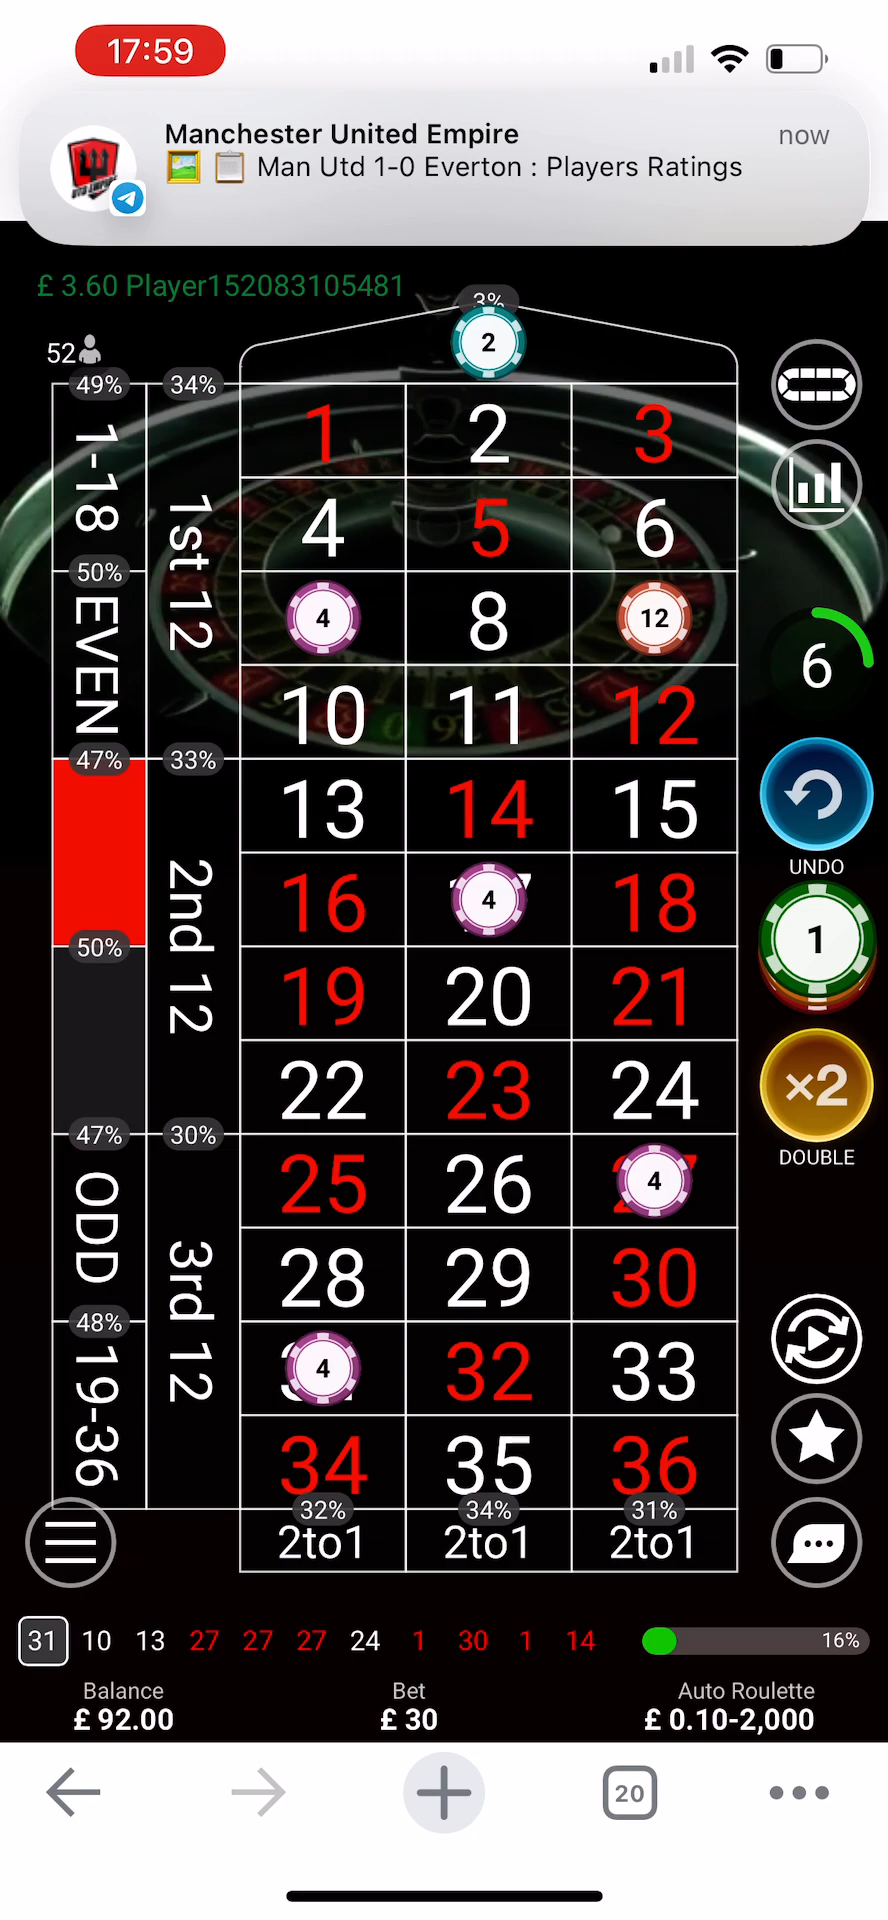 17:59
Manchester United Empire
now
Man Utd 1-0 Everton : Players Ratings
£ 3.60 Player152083105481
3%
2
52
49%
34%
1 2 3
1-18
4 5 6
1st 12
50%
EVEN
4 8 12
6
10 11 12
47%
33%
13 14 15
UNDO
16 4 18
2nd 12
1
50%
19 20 21
22 23 24
×2
DOUBLE
47%
30%
25 26 4
ODD
28 29 30
3rd 12
48%
19-36
4 32 33
34 35 36
32% 34% 31%
2to1 2to1 2to1
31 10 13 27 27 27 24 1 30 1 14
16%
Balance Bet Auto Roulette
£ 92.00 £ 30 £ 0.10-2,000
20